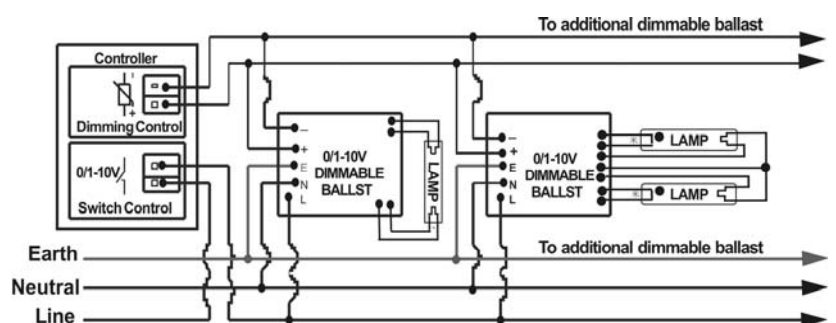 To additional dimmable ballast
Controller
Dimming Control
0/1-10V
Switch Control
−
+
E
N
L
0/1-10V
DIMMABLE
BALLST
LAMP
−
+
E
N
L
0/1-10V
DIMMABLE
BALLST
LAMP
LAMP
Earth
To additional dimmable ballast
Neutral
Line